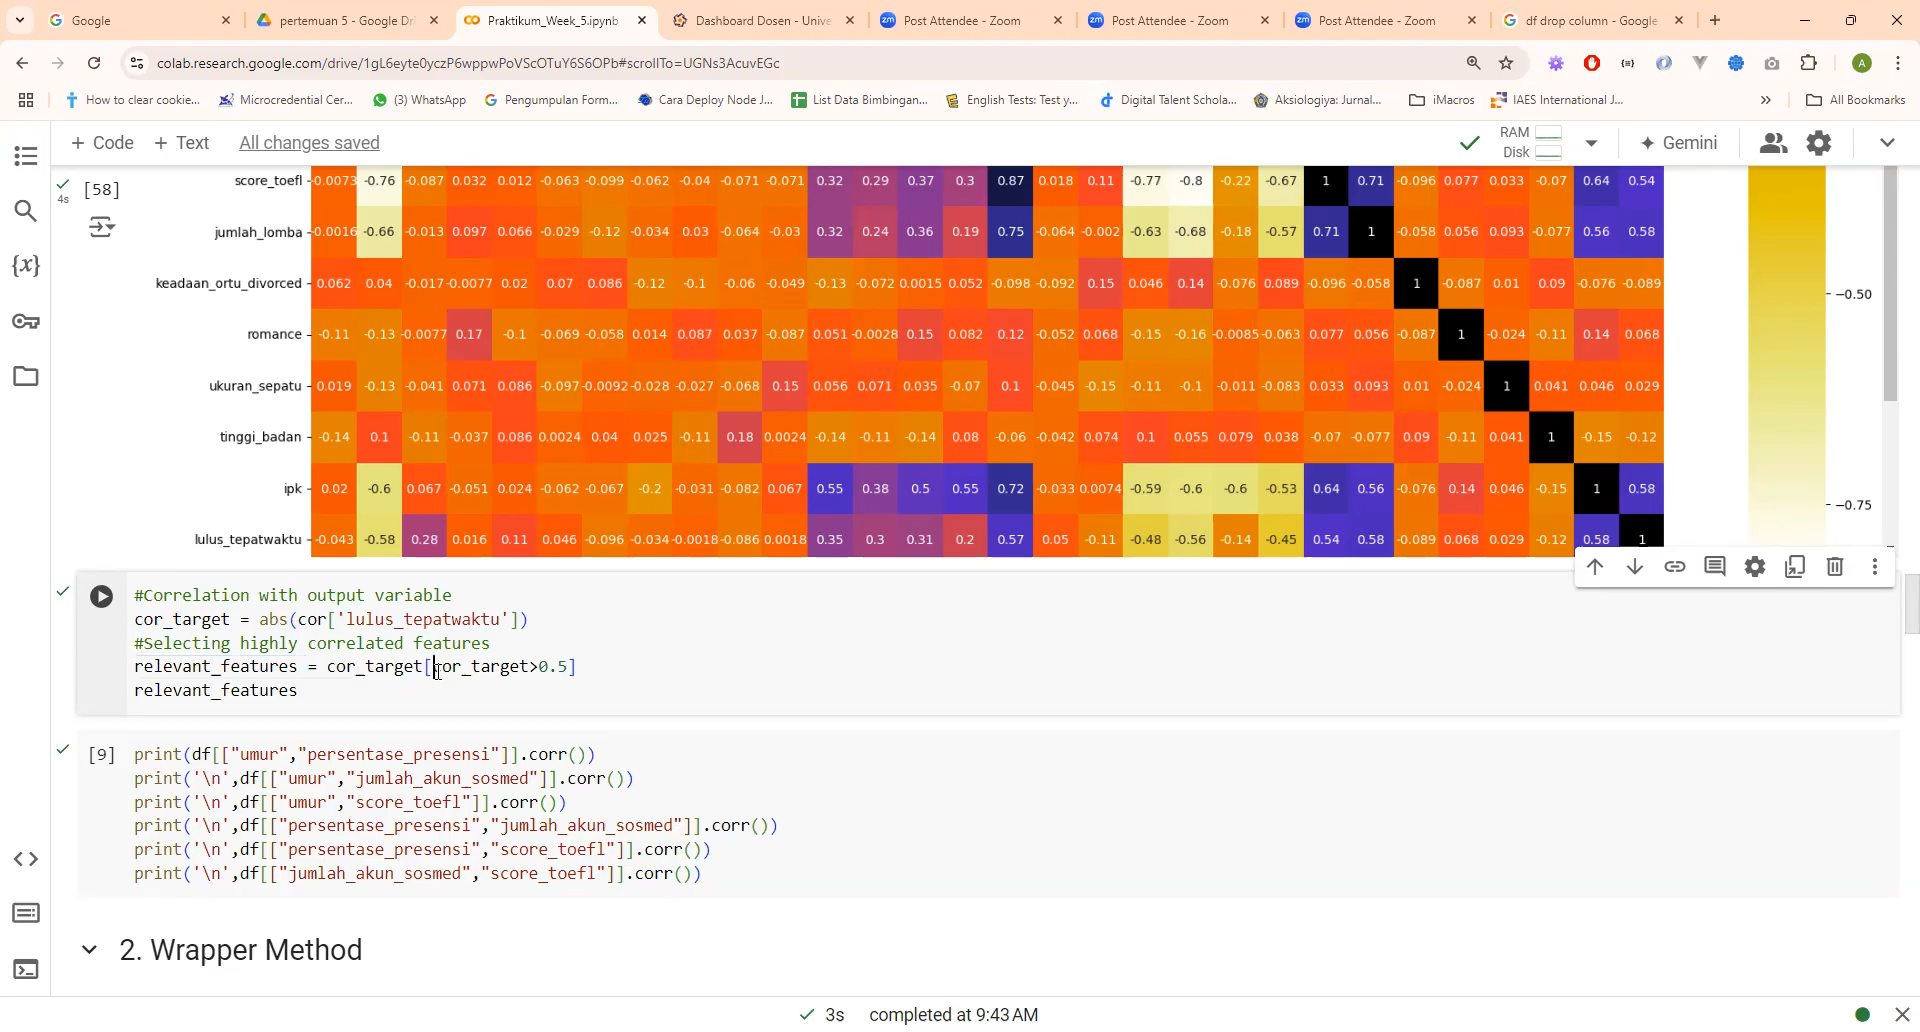 Google
pertemuan 5 - Google Dri
Praktikum_Week_5.ipynb
Dashboard Dosen - Unive
Post Attendee - Zoom
Post Attendee - Zoom
Post Attendee - Zoom
df drop column - Google
colab.research.google.com/drive/1gL6eyte0yczP6wppwPoVScOTuY6S6OPb#scrollTo=UGNs3AcuvEGc
A
How to clear cookie...
Microcredential Cer...
(3) WhatsApp
Pengumpulan Form...
Cara Deploy Node J...
List Data Bimbingan...
English Tests: Test y...
Digital Talent Schola...
Aksiologiya: Jurnal...
iMacros
IAES International J...
All Bookmarks
+ Code + Text All changes saved
RAM
Disk
Gemini
4s [58]
score_toefl -0.0073 -0.76 -0.087 0.032 0.012 -0.063 -0.099 -0.062 -0.04 -0.071 -0.071 0.32 0.29 0.37 0.3 0.87 0.018 0.11 -0.77 -0.8 -0.22 -0.67 1 0.71 -0.096 0.077 0.033 -0.07 0.64 0.54
jumlah_lomba -0.0016 -0.66 -0.013 0.097 0.066 -0.029 -0.12 -0.034 0.03 -0.064 -0.03 0.32 0.24 0.36 0.19 0.75 -0.064 -0.002 -0.63 -0.68 -0.18 -0.57 0.71 1 -0.058 0.056 0.093 -0.077 0.56 0.58
keadaan_ortu_divorced 0.062 0.04 -0.017 -0.0077 0.02 0.07 0.086 -0.12 -0.1 -0.06 -0.049 -0.13 -0.072 0.0015 0.052 -0.098 -0.092 0.15 0.046 0.14 -0.076 0.089 -0.096 -0.058 1 -0.087 0.01 0.09 -0.076 -0.089
-0.50
romance -0.11 -0.13 -0.0077 0.17 -0.1 -0.069 -0.058 0.014 0.087 0.037 -0.087 0.051 -0.0028 0.15 0.082 0.12 -0.052 0.068 -0.15 -0.16 -0.0085 -0.063 0.077 0.056 -0.087 1 -0.024 -0.11 0.14 0.068
ukuran_sepatu 0.019 -0.13 -0.041 0.071 0.086 -0.097 -0.0092 -0.028 -0.027 -0.068 0.15 0.056 0.071 0.035 -0.07 0.1 -0.045 -0.15 -0.11 -0.1 -0.011 -0.083 0.033 0.093 0.01 -0.024 1 0.041 0.046 0.029
tinggi_badan -0.14 0.1 -0.11 -0.037 0.086 0.0024 0.04 0.025 -0.11 0.18 0.0024 -0.14 -0.11 -0.14 0.08 -0.06 -0.042 0.074 0.1 0.055 0.079 0.038 -0.07 -0.077 0.09 -0.11 0.041 1 -0.15 -0.12
ipk 0.02 -0.6 0.067 -0.051 0.024 -0.062 -0.067 -0.2 -0.031 -0.082 0.067 0.55 0.38 0.5 0.55 0.72 -0.033 0.0074 -0.59 -0.6 -0.6 -0.53 0.64 0.56 -0.076 0.14 0.046 -0.15 1 0.58
-0.75
lulus_tepatwaktu -0.043 -0.58 0.28 0.016 0.11 0.046 -0.096 -0.034 -0.0018 -0.086 0.0018 0.35 0.3 0.31 0.2 0.57 0.05 -0.11 -0.48 -0.56 -0.14 -0.45 0.54 0.58 -0.089 0.068 0.029 -0.12 0.58 1
#Correlation with output variable
cor_target = abs(cor['lulus_tepatwaktu'])
#Selecting highly correlated features
relevant_features = cor_target[cor_target>0.5]
relevant_features
[9] print(df[["umur","persentase_presensi"]].corr())
print('\n',df[["umur","jumlah_akun_sosmed"]].corr())
print('\n',df[["umur","score_toefl"]].corr())
print('\n',df[["persentase_presensi","jumlah_akun_sosmed"]].corr())
print('\n',df[["persentase_presensi","score_toefl"]].corr())
print('\n',df[["jumlah_akun_sosmed","score_toefl"]].corr())
2. Wrapper Method
3s completed at 9:43 AM